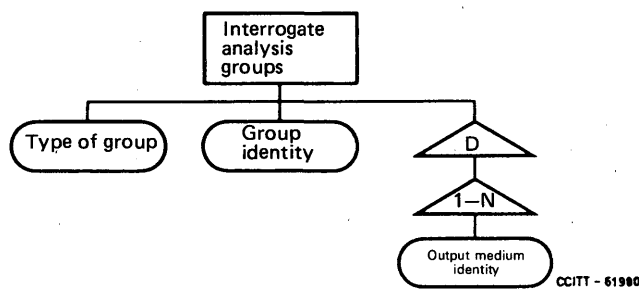 Interrogate
analysis
groups
Type of group
Group
identity
D
1—N
Output medium
identity
CCITT - 61990